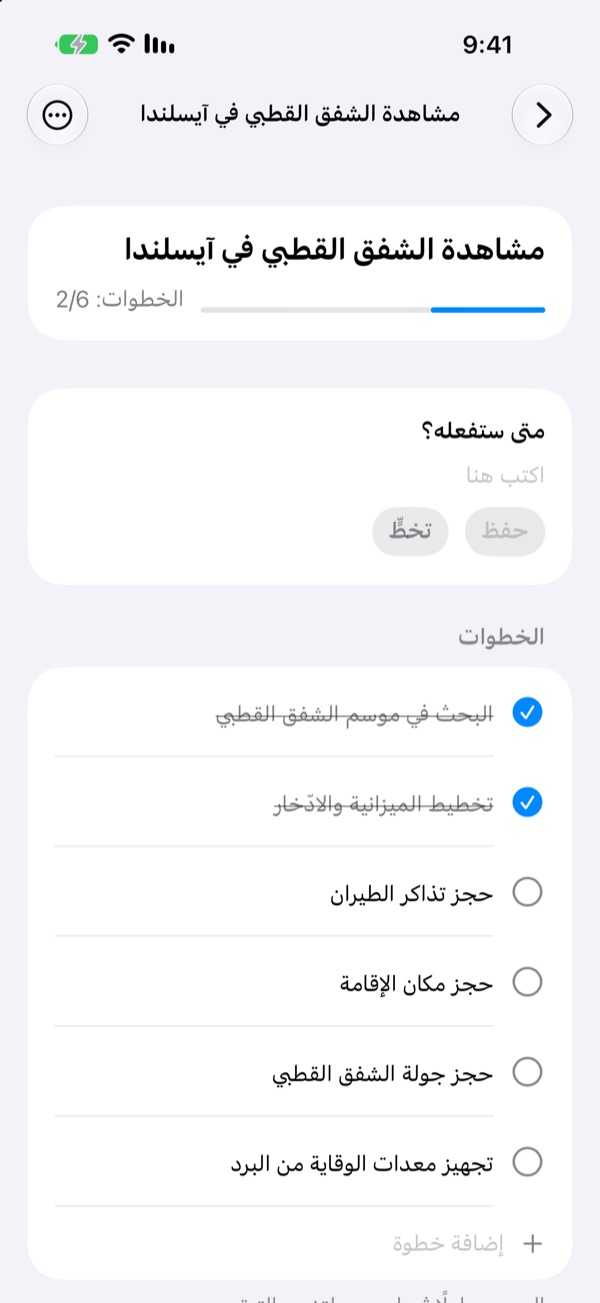 9:41
مشاهدة الشفق القطبي في آيسلندا
مشاهدة الشفق القطبي في آيسلندا
الخطوات: 2/6
متى ستفعله؟
اكتب هنا
حفظ
تخطٍّ
الخطوات
البحث في موسم الشفق القطبي
تخطيط الميزانية والادّخار
حجز تذاكر الطيران
حجز مكان الإقامة
حجز جولة الشفق القطبي
تجهيز معدات الوقاية من البرد
إضافة خطوة